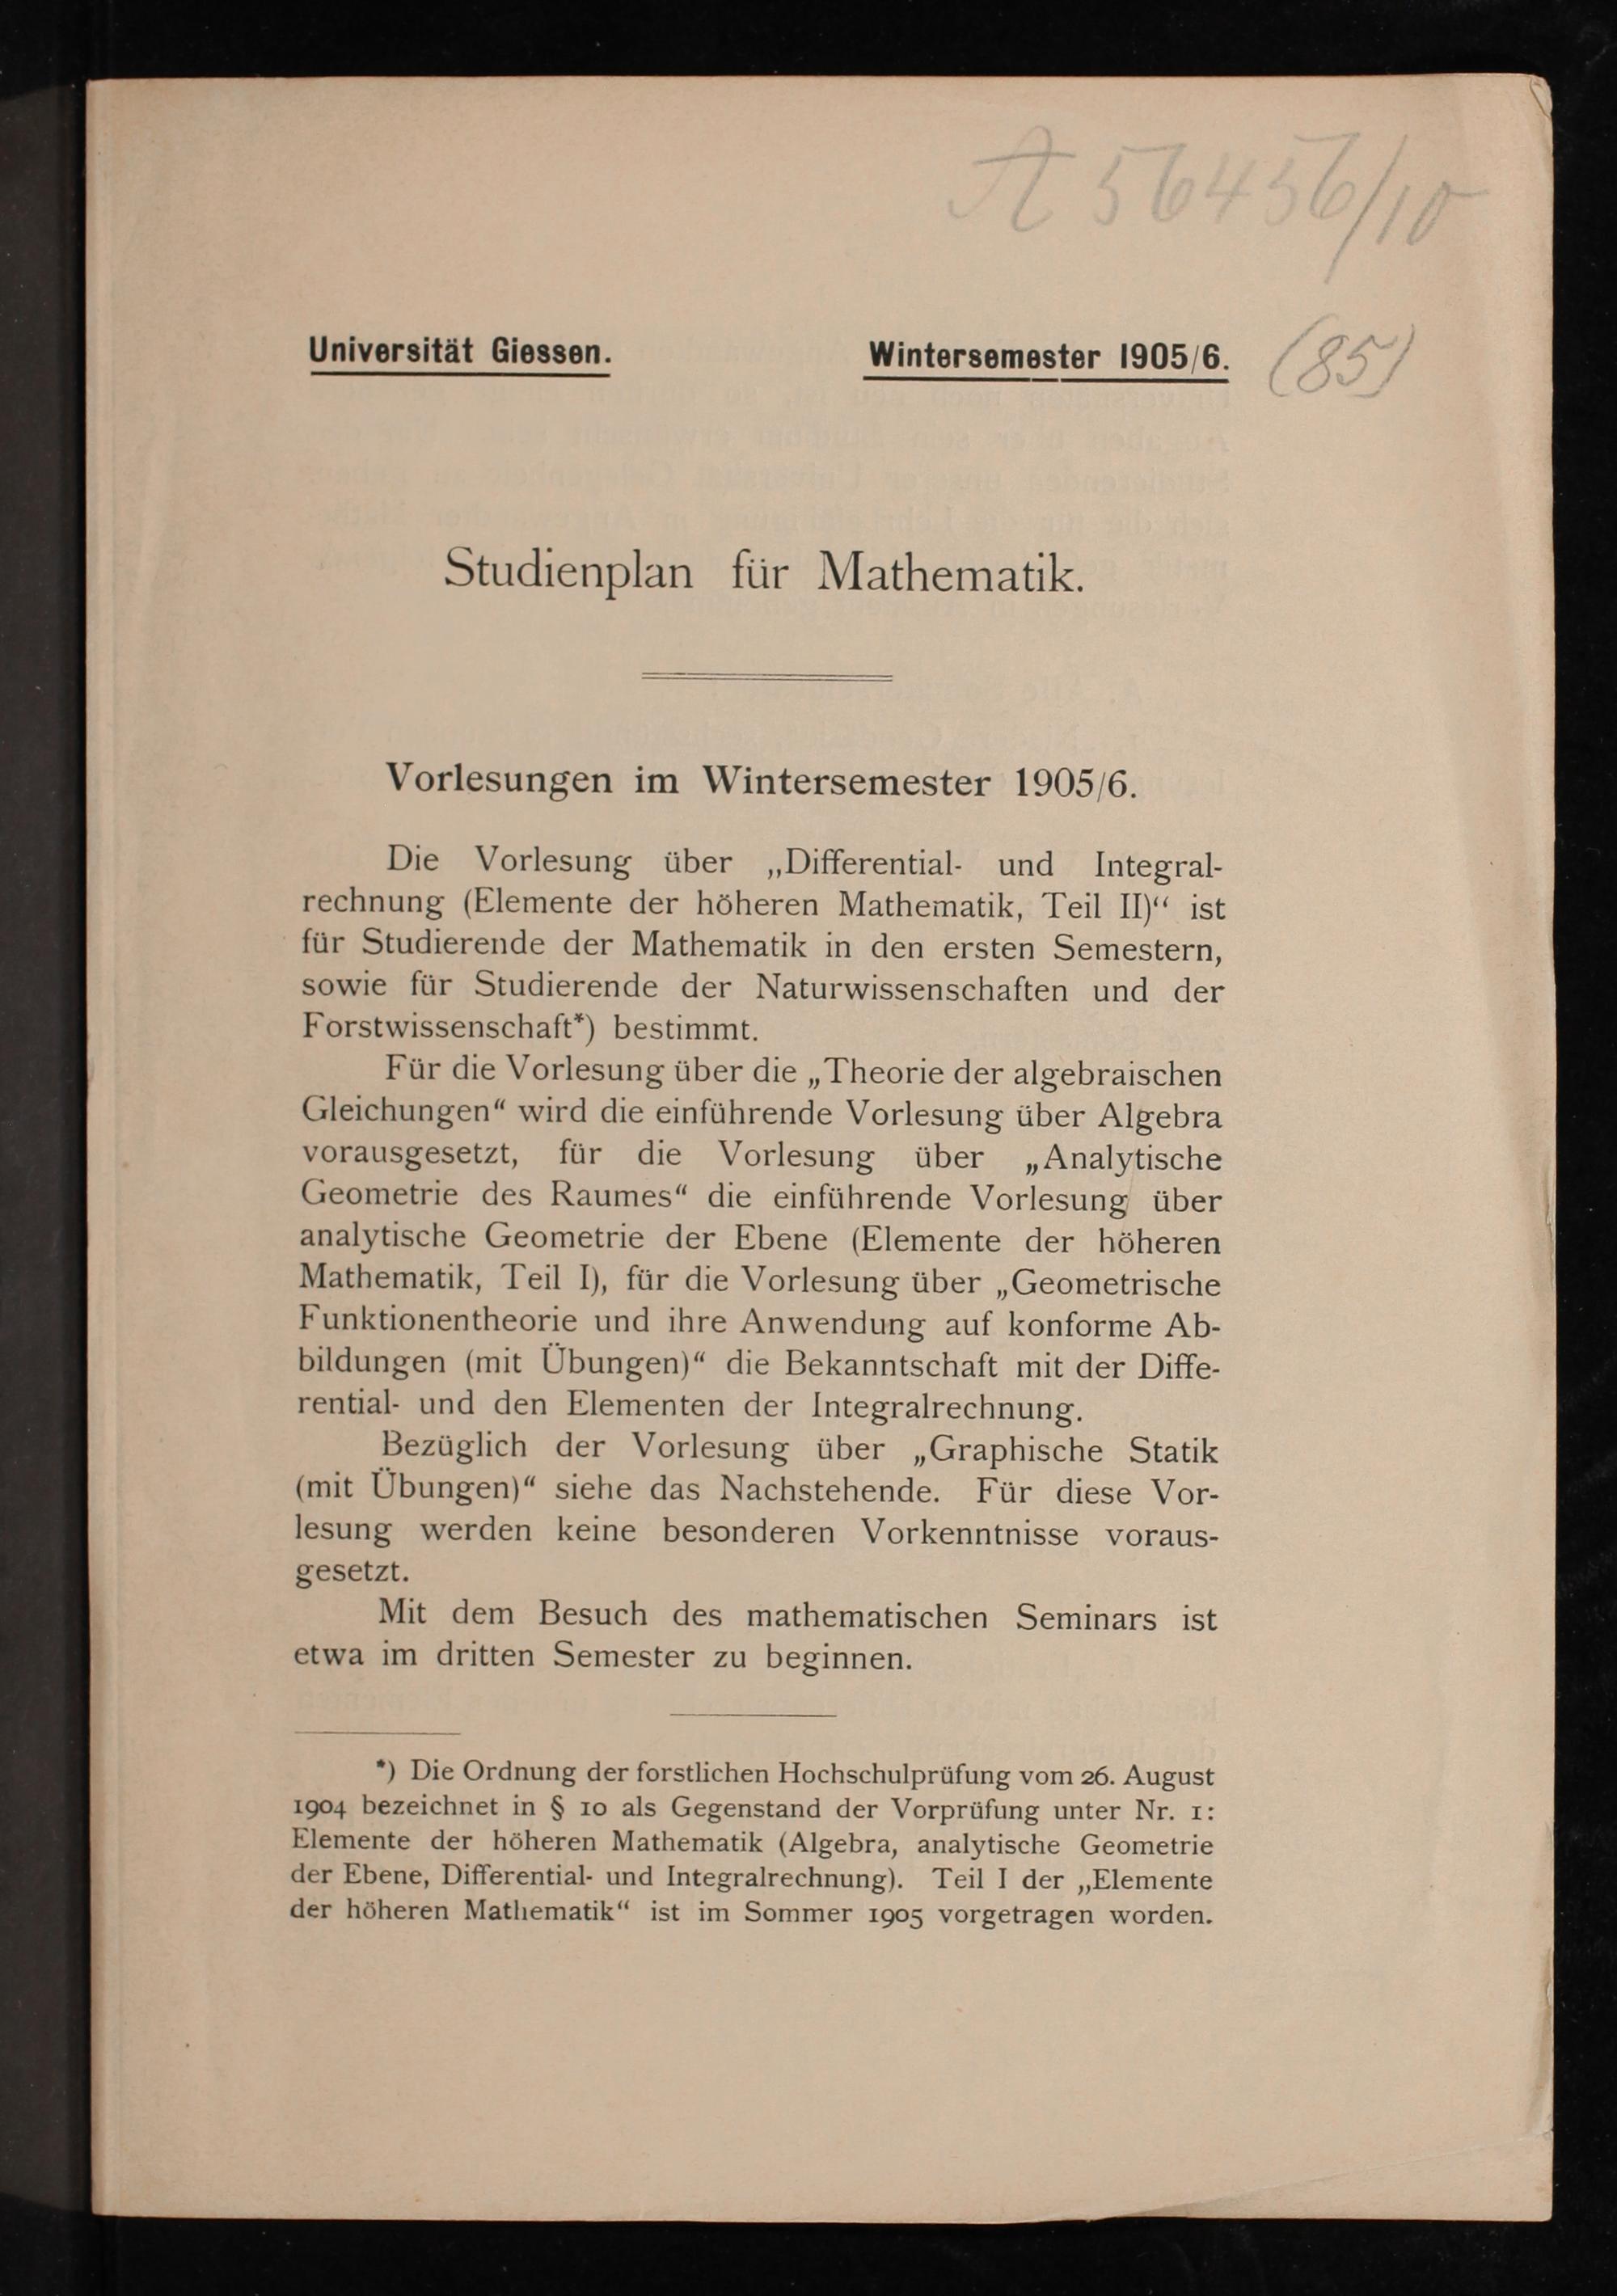 A 56456/10
Universität Giessen. Wintersemester 1905/6. (85)
Studienplan für Mathematik.
Vorlesungen im Wintersemester 1905/6.
Die Vorlesung über „Differential- und Integral-
rechnung (Elemente der höheren Mathematik, Teil II)“ ist
für Studierende der Mathematik in den ersten Semestern,
sowie für Studierende der Naturwissenschaften und der
Forstwissenschaft*) bestimmt.
Für die Vorlesung über die „Theorie der algebraischen
Gleichungen“ wird die einführende Vorlesung über Algebra
vorausgesetzt, für die Vorlesung über „Analytische
Geometrie des Raumes“ die einführende Vorlesung über
analytische Geometrie der Ebene (Elemente der höheren
Mathematik, Teil I), für die Vorlesung über „Geometrische
Funktionentheorie und ihre Anwendung auf konforme Ab-
bildungen (mit Übungen)“ die Bekanntschaft mit der Diffe-
rential- und den Elementen der Integralrechnung.
Bezüglich der Vorlesung über „Graphische Statik
(mit Übungen)“ siehe das Nachstehende. Für diese Vor-
lesung werden keine besonderen Vorkenntnisse voraus-
gesetzt.
Mit dem Besuch des mathematischen Seminars ist
etwa im dritten Semester zu beginnen.
*) Die Ordnung der forstlichen Hochschulprüfung vom 26. August
1904 bezeichnet in § 10 als Gegenstand der Vorprüfung unter Nr. 1:
Elemente der höheren Mathematik (Algebra, analytische Geometrie
der Ebene, Differential- und Integralrechnung). Teil I der „Elemente
der höheren Mathematik“ ist im Sommer 1905 vorgetragen worden.